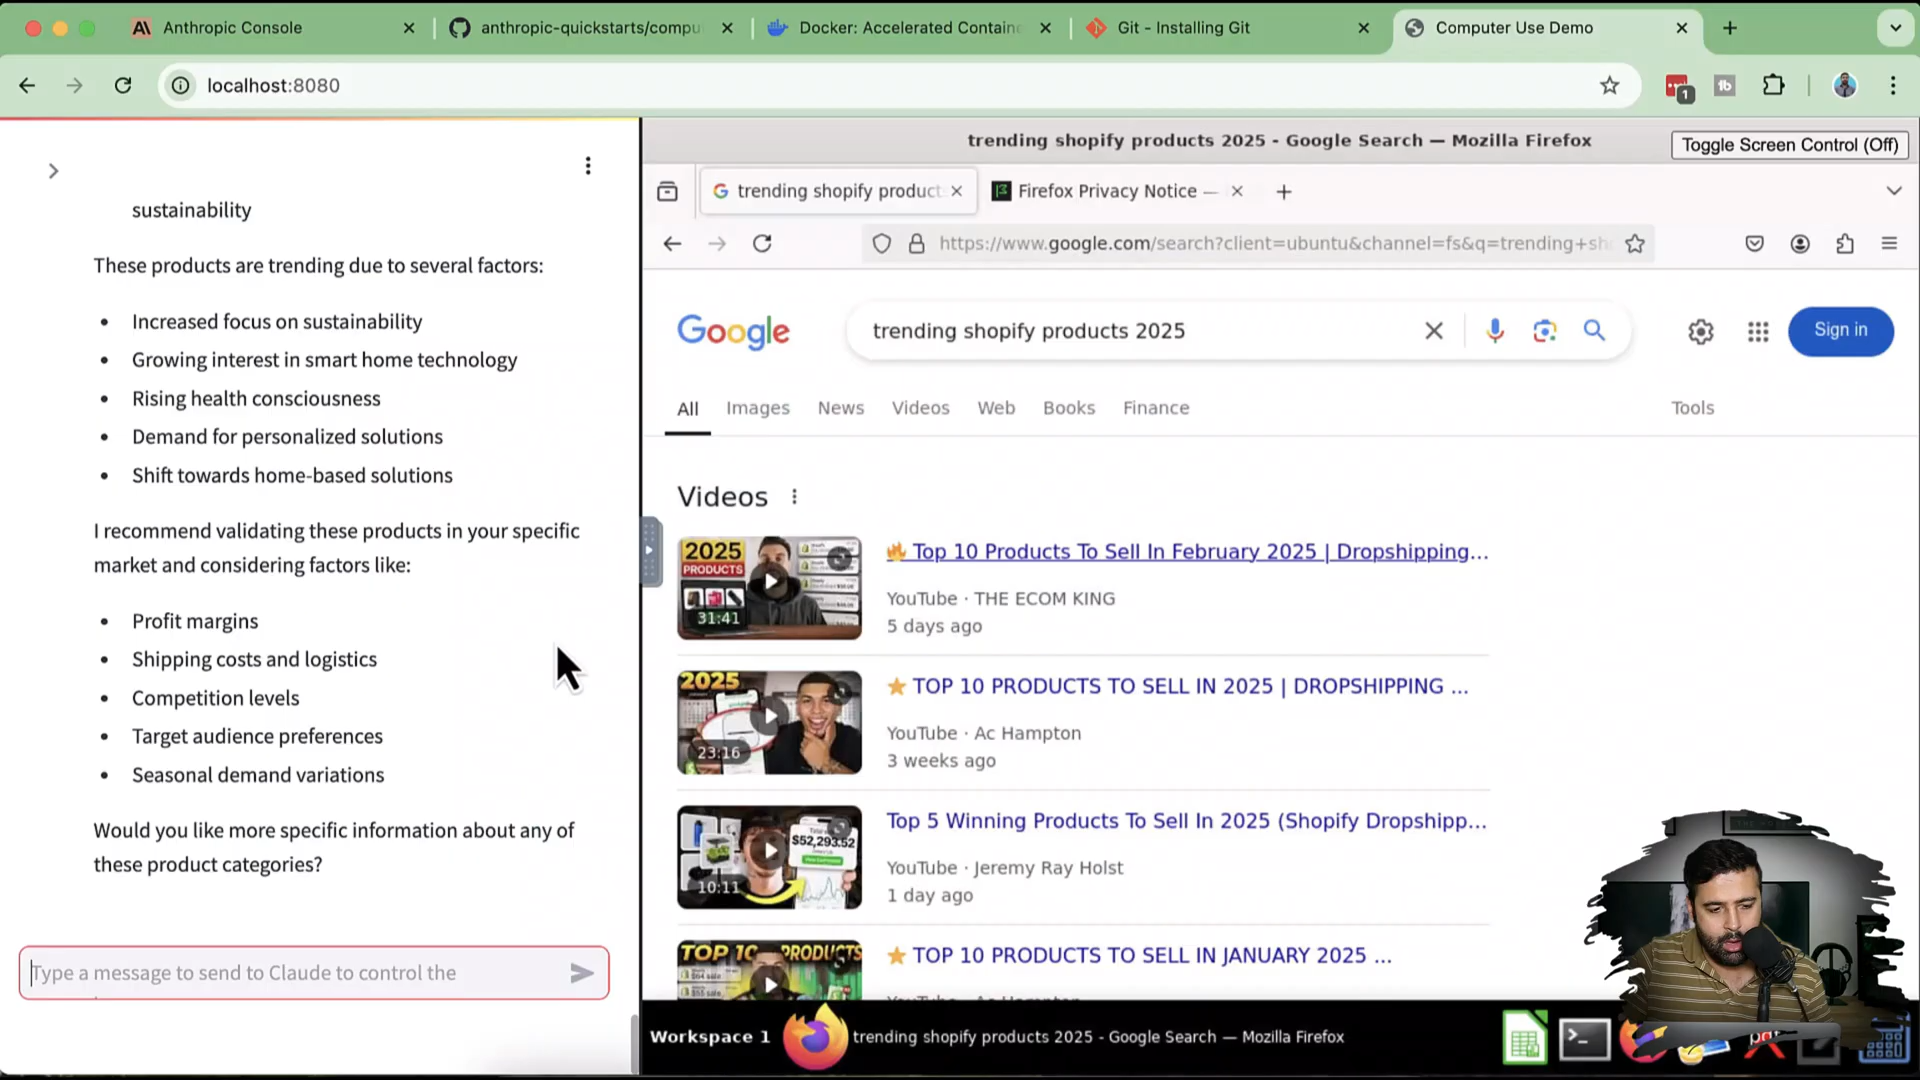 Anthropic Console
anthropic-quickstarts/compu
Docker: Accelerated Contain
Git - Installing Git
Computer Use Demo
localhost:8080
1
sustainability
These products are trending due to several factors:
Increased focus on sustainability
Growing interest in smart home technology
Rising health consciousness
Demand for personalized solutions
Shift towards home-based solutions
I recommend validating these products in your specific
market and considering factors like:
Profit margins
Shipping costs and logistics
Competition levels
Target audience preferences
Seasonal demand variations
Would you like more specific information about any of
these product categories?
Type a message to send to Claude to control the
trending shopify products 2025 - Google Search — Mozilla Firefox
Toggle Screen Control (Off)
trending shopify product
Firefox Privacy Notice —
https://www.google.com/search?client=ubuntu&channel=fs&q=trending+sh
Google
trending shopify products 2025
Sign in
All
Images
News
Videos
Web
Books
Finance
Tools
Videos
2025
PRODUCTS
31:41
Top 10 Products To Sell In February 2025 | Dropshipping...
YouTube · THE ECOM KING
5 days ago
2025
23:16
TOP 10 PRODUCTS TO SELL IN 2025 | DROPSHIPPING ...
YouTube · Ac Hampton
3 weeks ago
$52,293.52
10:11
Top 5 Winning Products To Sell In 2025 (Shopify Dropshipp...
YouTube · Jeremy Ray Holst
1 day ago
TOP 10 PRODUCTS
TOP 10 PRODUCTS TO SELL IN JANUARY 2025 ...
YouTube · Ac Hampton
Workspace 1
trending shopify products 2025 - Google Search — Mozilla Firefox